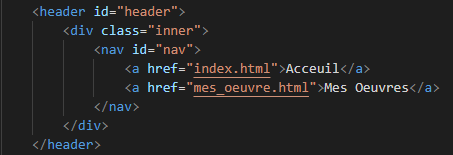 <header id="header">
<div class="inner">
<nav id="nav">
<a href="index.html">Acceuil</a>
<a href="mes_oeuvre.html">Mes Oeuvres</a>
</nav>
</div>
</header>